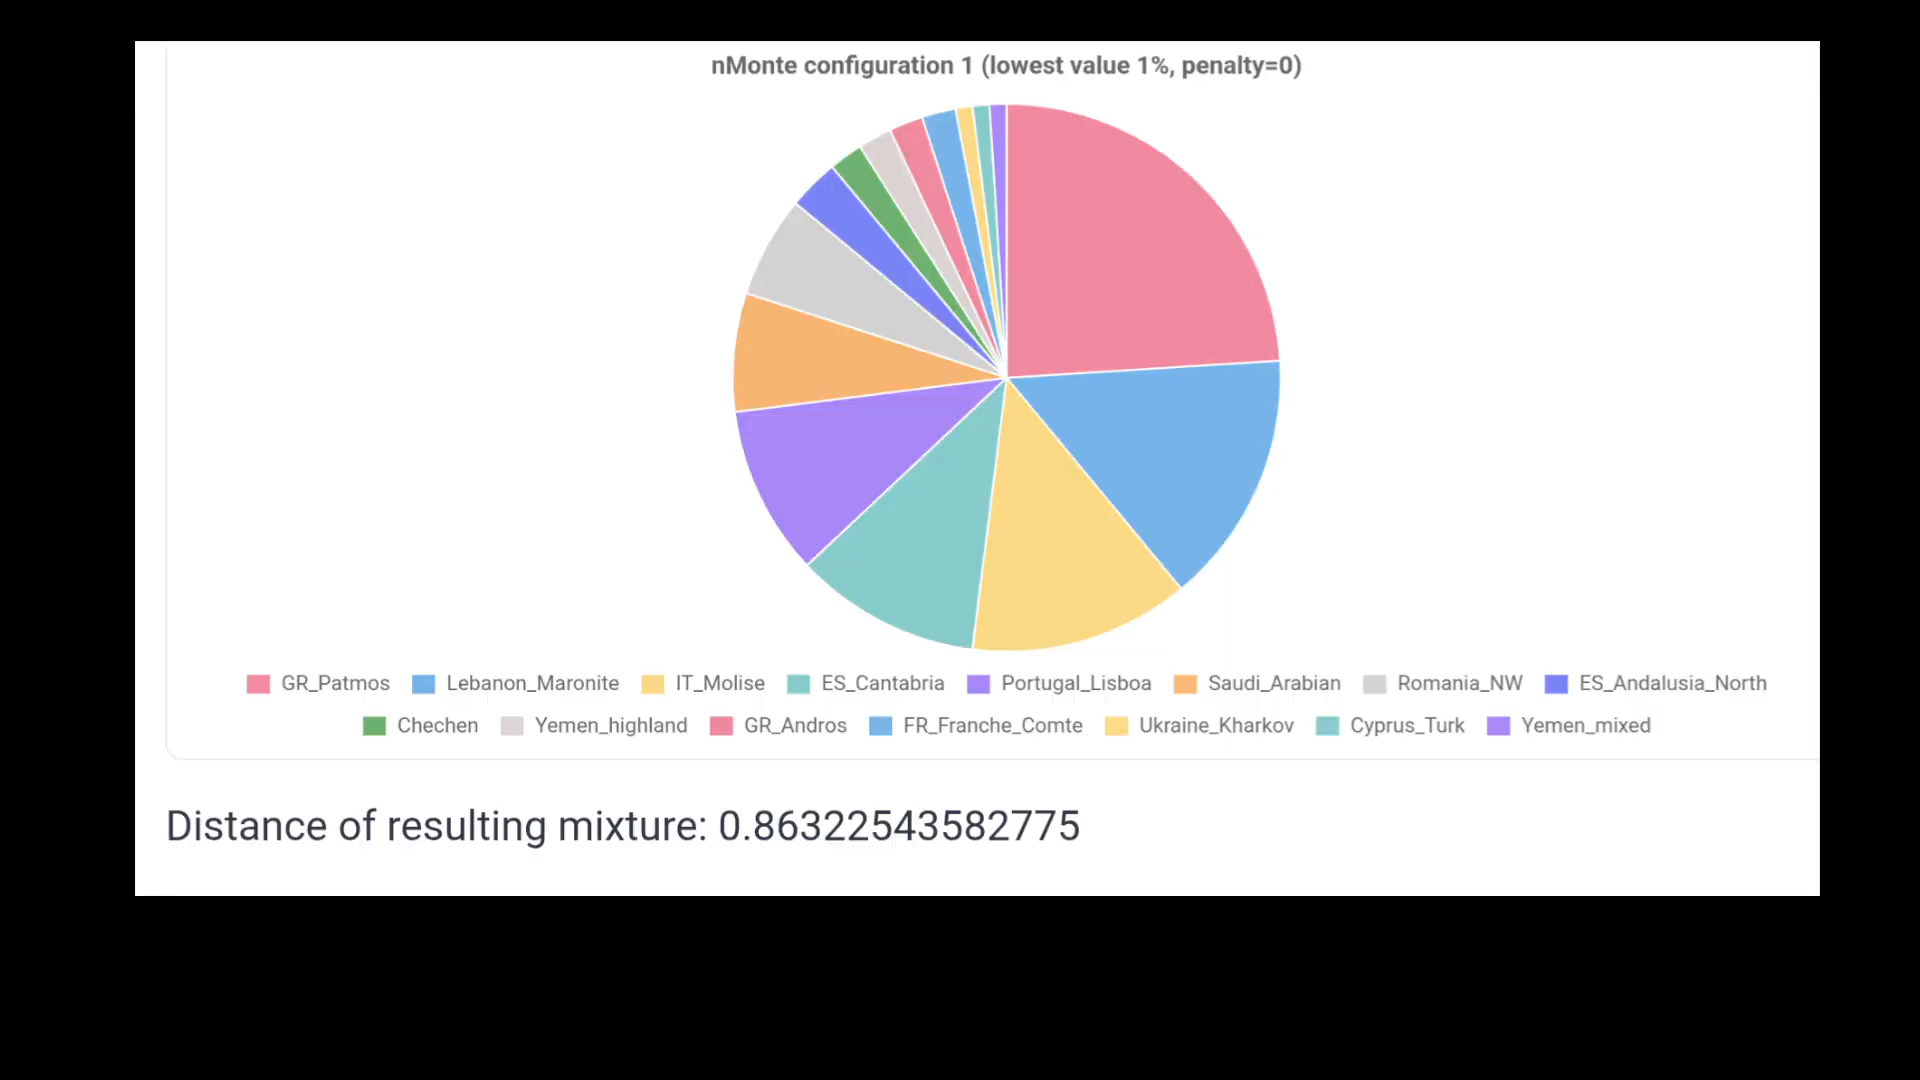 nMonte configuration 1 (lowest value 1%, penalty=0)
GR_Patmos Lebanon_Maronite IT_Molise ES_Cantabria Portugal_Lisboa Saudi_Arabian Romania_NW ES_Andalusia_North
Chechen Yemen_highland GR_Andros FR_Franche_Comte Ukraine_Kharkov Cyprus_Turk Yemen_mixed
Distance of resulting mixture: 0.86322543582775